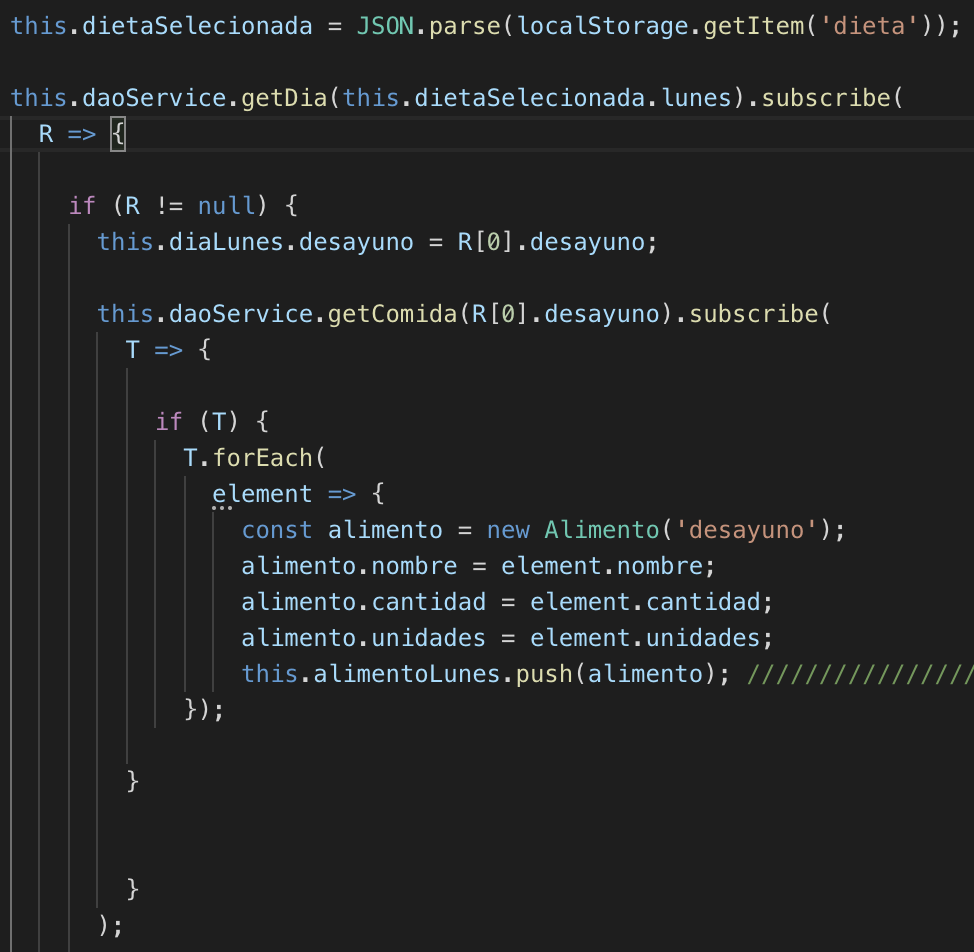 this.dietaSelecionada = JSON.parse(localStorage.getItem('dieta'));
this.daoService.getDia(this.dietaSelecionada.lunes).subscribe(
R => {
if (R != null) {
this.diaLunes.desayuno = R[0].desayuno;
this.daoService.getComida(R[0].desayuno).subscribe(
T => {
if (T) {
T.forEach(
element => {
const alimento = new Alimento('desayuno');
alimento.nombre = element.nombre;
alimento.cantidad = element.cantidad;
alimento.unidades = element.unidades;
this.alimentoLunes.push(alimento); ////////////////
});
}
}
);